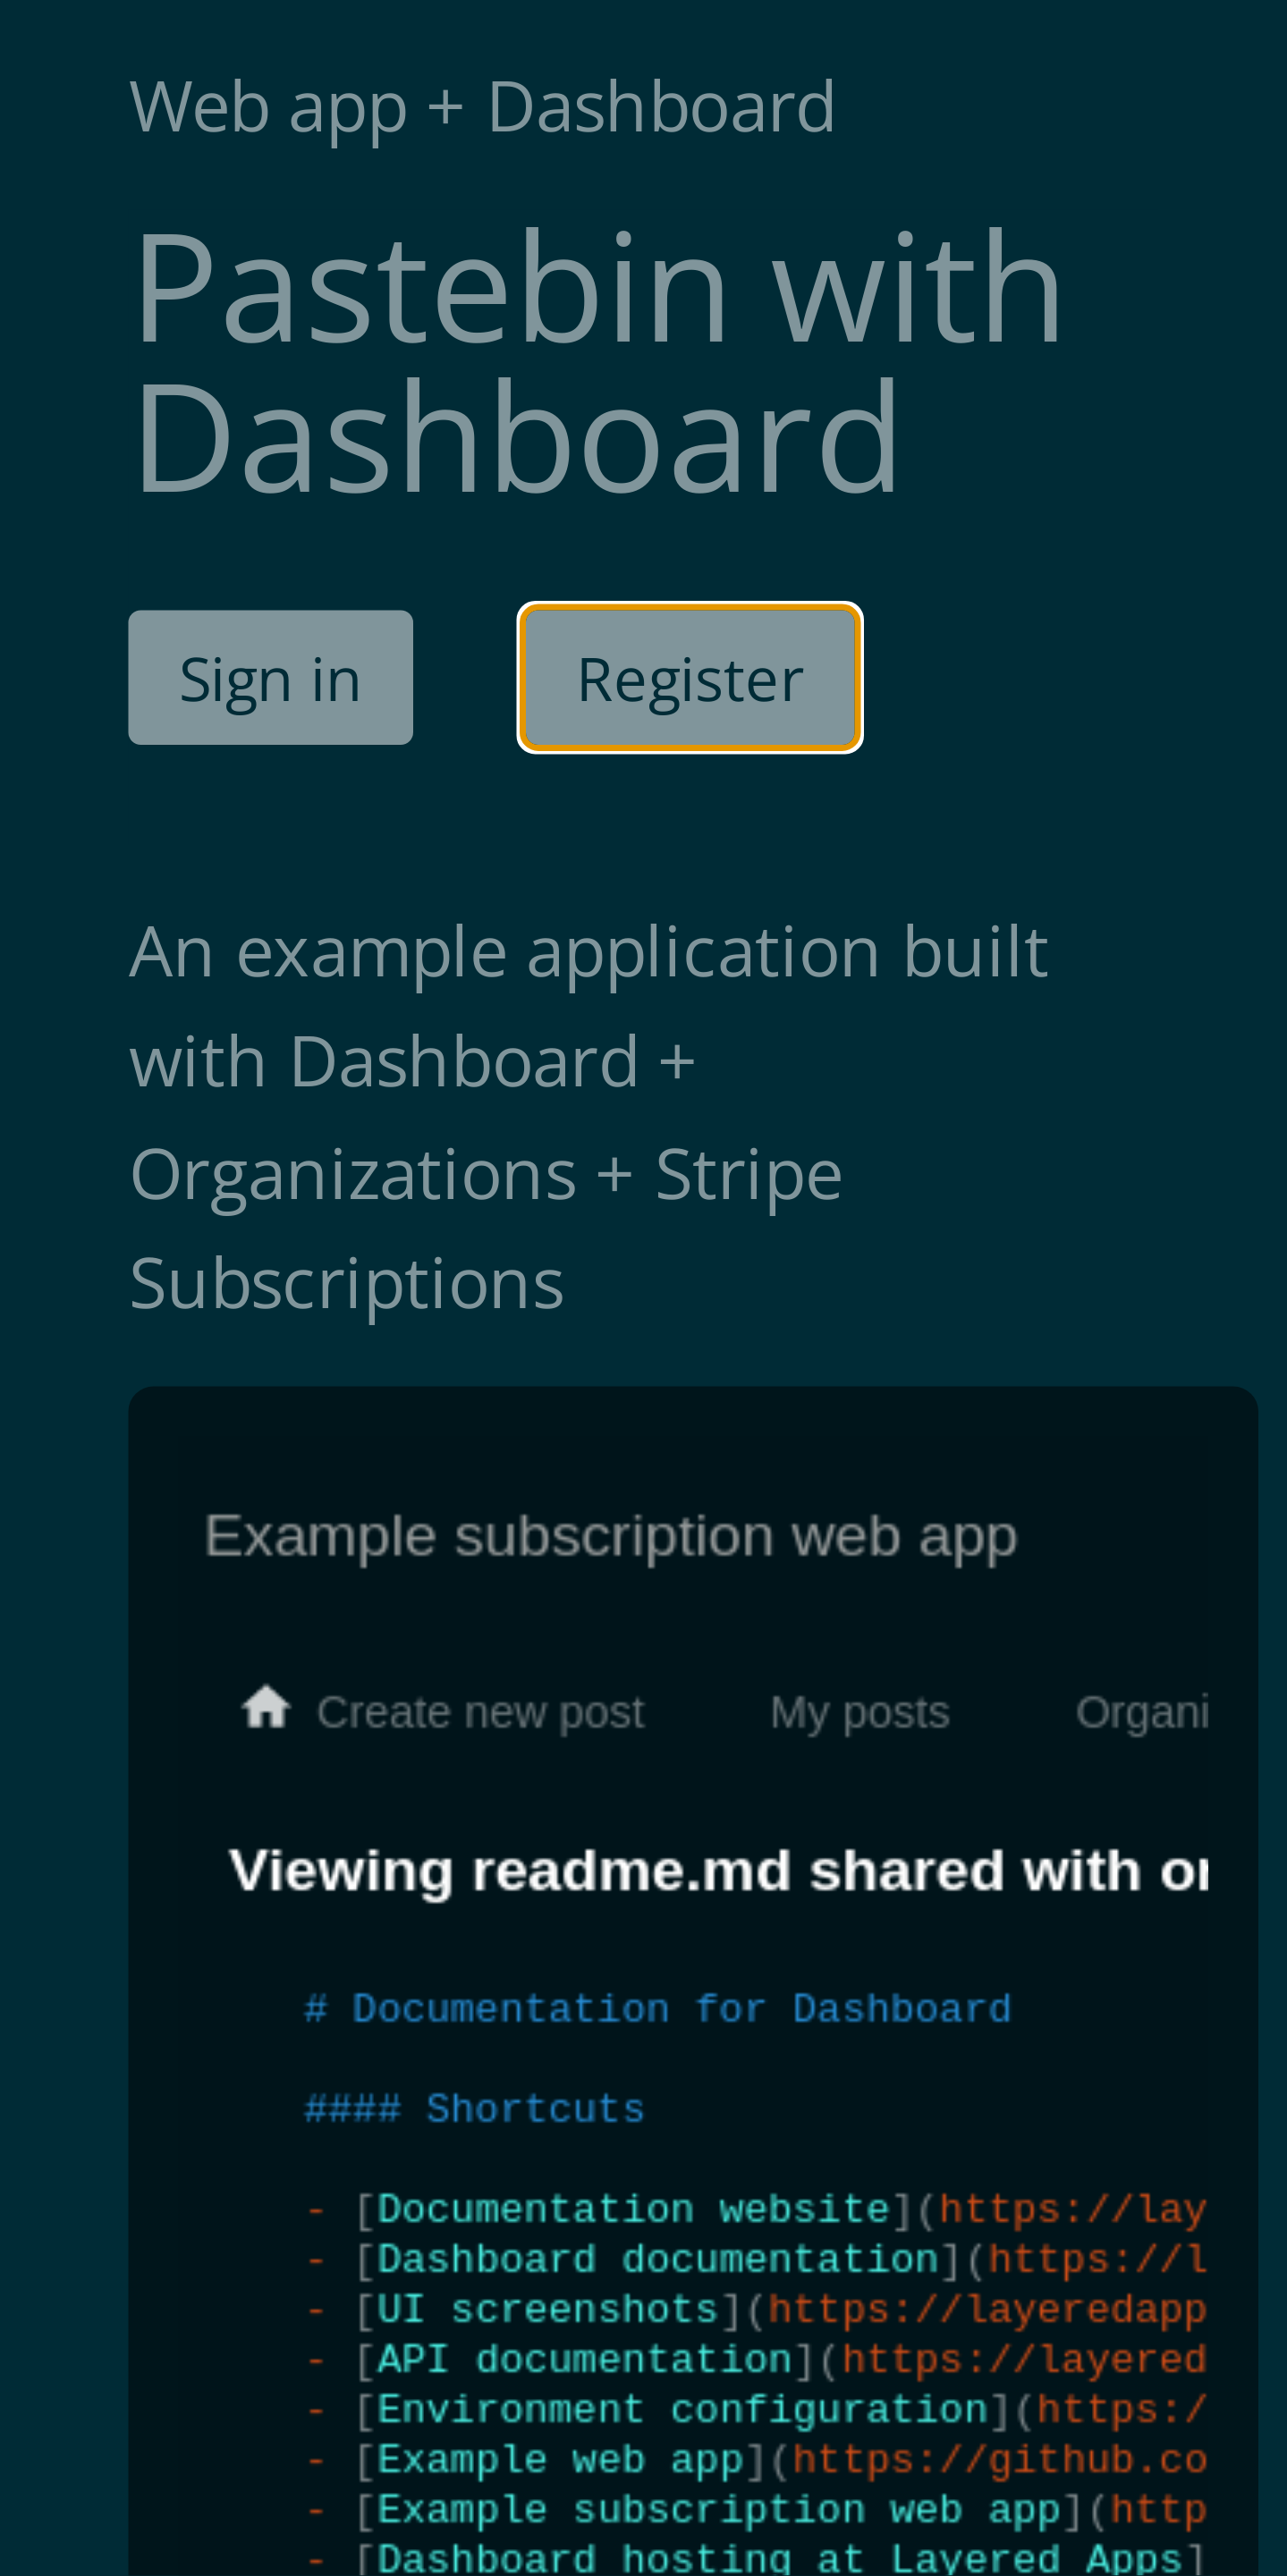 Web app + Dashboard
Pastebin with
Dashboard
Sign in
Register
An example application built
with Dashboard +
Organizations + Stripe
Subscriptions
Example subscription web app
Create new post My posts Organi
Viewing readme.md shared with or
# Documentation for Dashboard
#### Shortcuts
- [Documentation website](https://lay
- [Dashboard documentation](https://l
- [UI screenshots](https://layeredapp
- [API documentation](https://layered
- [Environment configuration](https:/
- [Example web app](https://github.co
- [Example subscription web app](http
- [Dashboard hosting at Layered Apps]